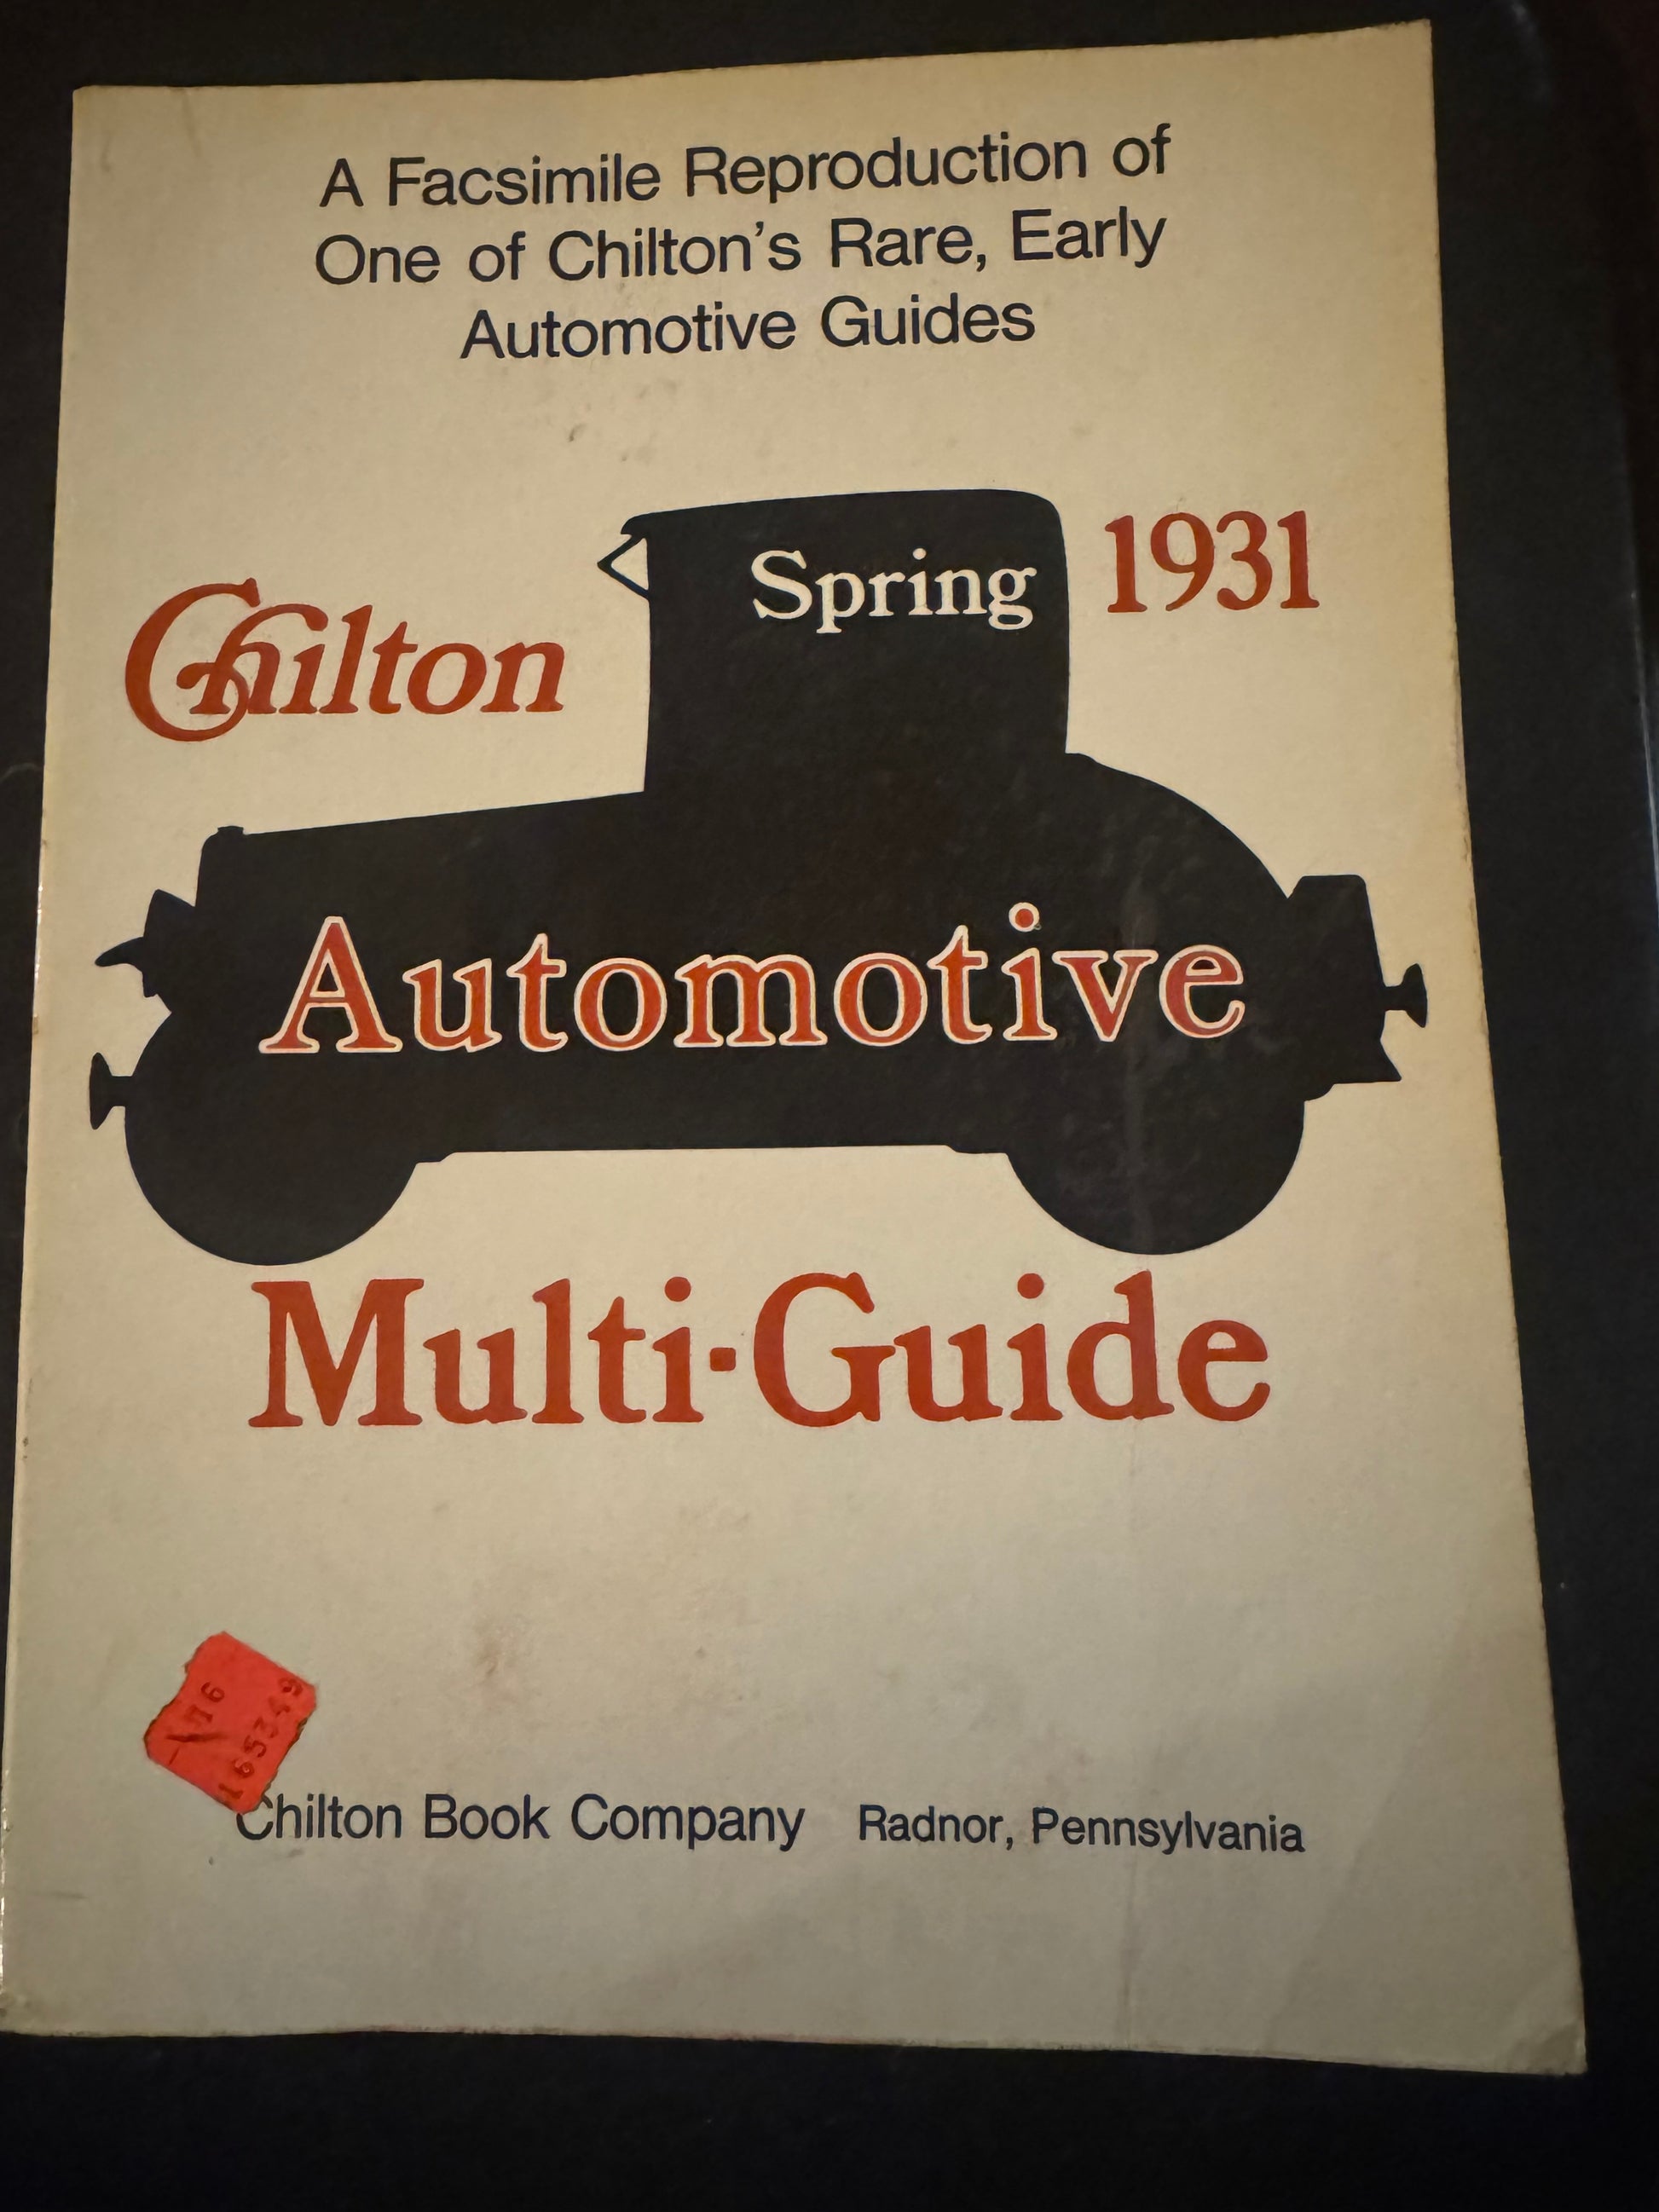 A Facsimile Reproduction of
One of Chilton's Rare, Early
Automotive Guides
Chilton
Spring
1931
Automotive
Multi-Guide
165349
Chilton Book Company Radnor, Pennsylvania